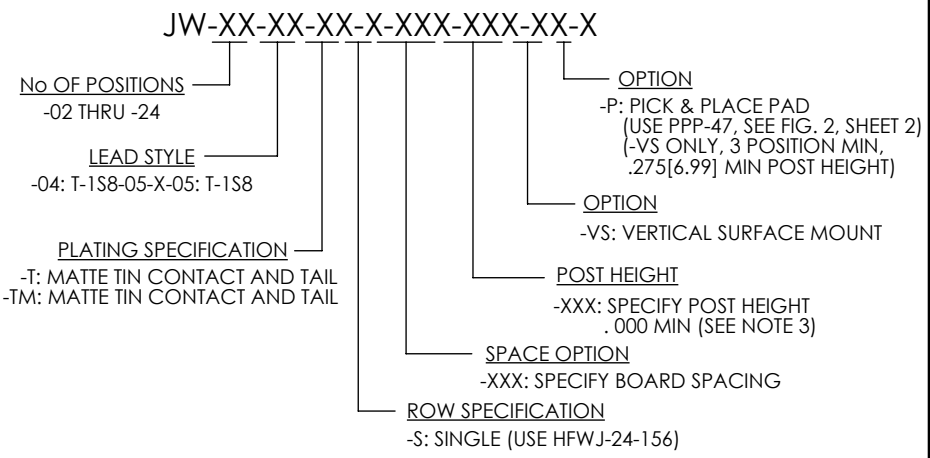 JW-XX-XX-XX-X-XXX-XXX-XX-X
No OF POSITIONS
-02 THRU -24
LEAD STYLE
-04: T-1S8-05-X-05: T-1S8
PLATING SPECIFICATION
-T: MATTE TIN CONTACT AND TAIL
-TM: MATTE TIN CONTACT AND TAIL
OPTION
-P: PICK & PLACE PAD
(USE PPP-47, SEE FIG. 2, SHEET 2)
(-VS ONLY, 3 POSITION MIN,
.275[6.99] MIN POST HEIGHT)
OPTION
-VS: VERTICAL SURFACE MOUNT
POST HEIGHT
-XXX: SPECIFY POST HEIGHT
. 000 MIN (SEE NOTE 3)
SPACE OPTION
-XXX: SPECIFY BOARD SPACING
ROW SPECIFICATION
-S: SINGLE (USE HFWJ-24-156)